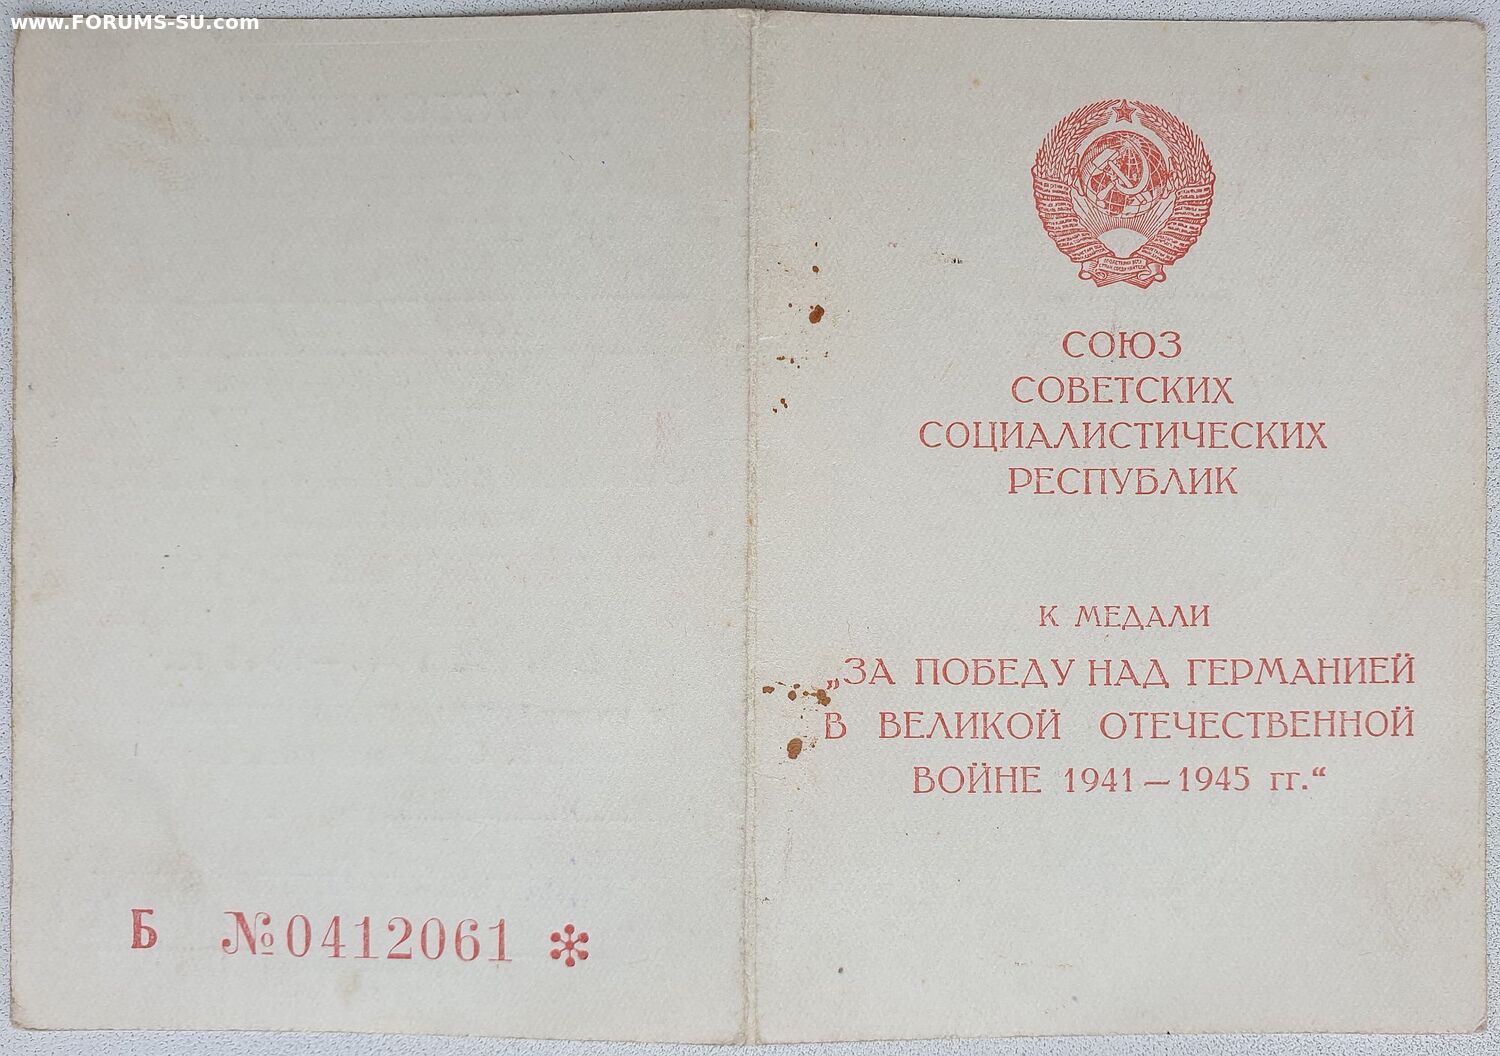 www.FORUMS-SU.com
Б №0412061 *
СОЮЗ
СОВЕТСКИХ
СОЦИАЛИСТИЧЕСКИХ
РЕСПУБЛИК
К МЕДАЛИ
„ЗА ПОБЕДУ НАД ГЕРМАНИЕЙ
В ВЕЛИКОЙ ОТЕЧЕСТВЕННОЙ
ВОЙНЕ 1941—1945 гг.“